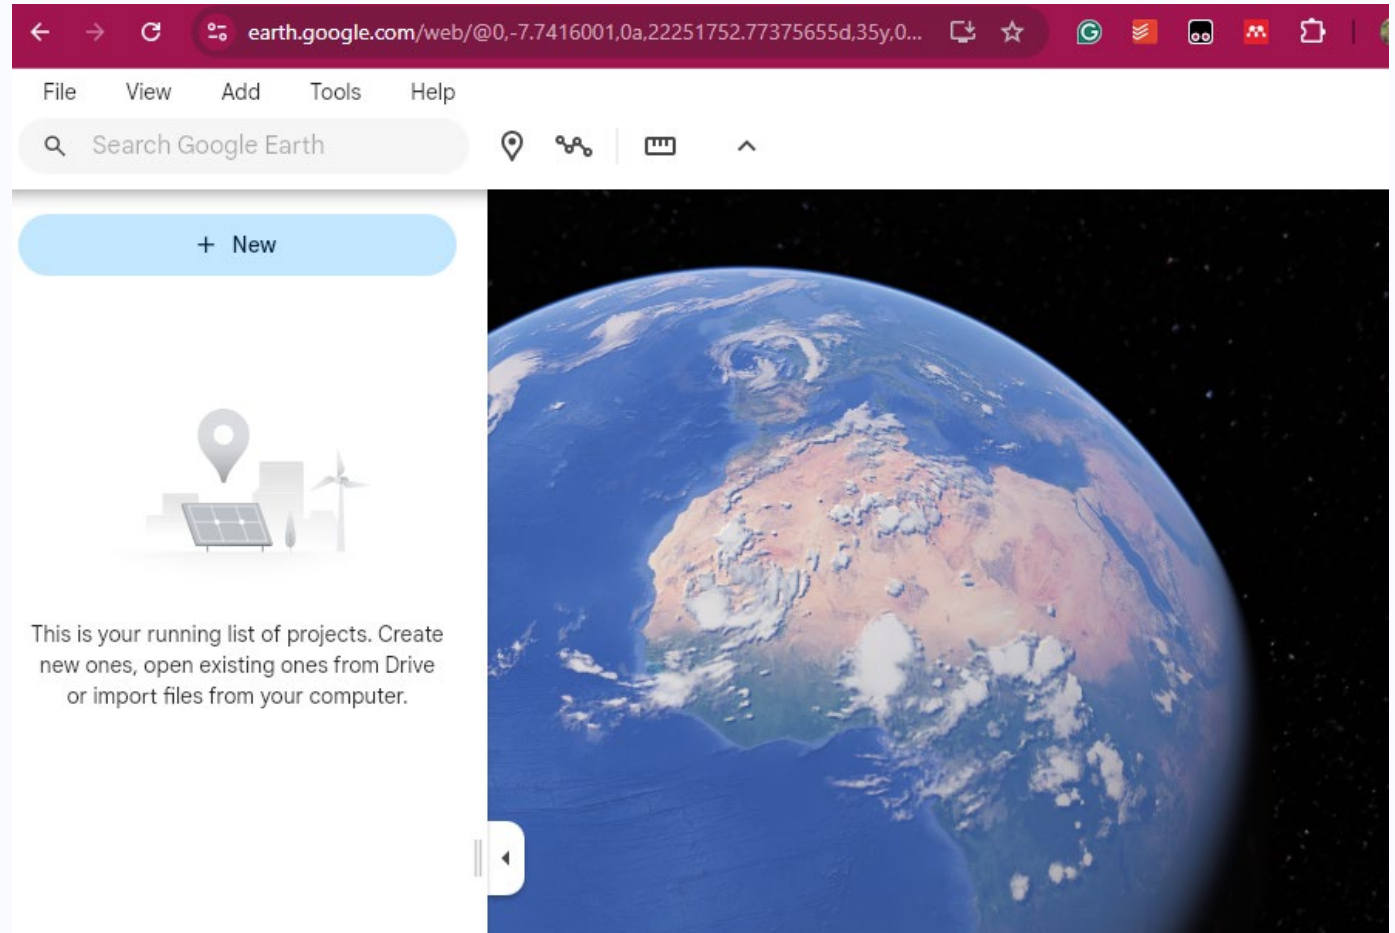 earth.google.com/web/@0,-7.7416001,0a,22251752.77375655d,35y,0...
File View Add Tools Help
Search Google Earth
+ New
This is your running list of projects. Create
new ones, open existing ones from Drive
or import files from your computer.